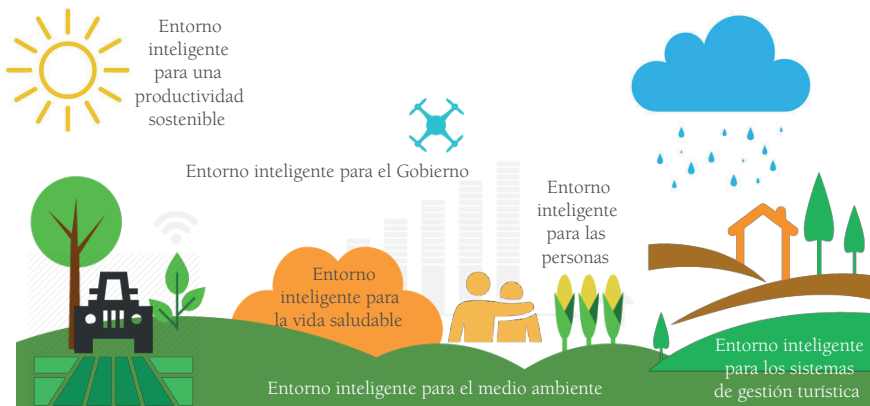 Entorno
inteligente
para una
productividad
sostenible
Entorno inteligente para el Gobierno
Entorno
inteligente
para las
personas
Entorno
inteligente para
la vida saludable
Entorno inteligente
para los sistemas
de gestión turística
Entorno inteligente para el medio ambiente